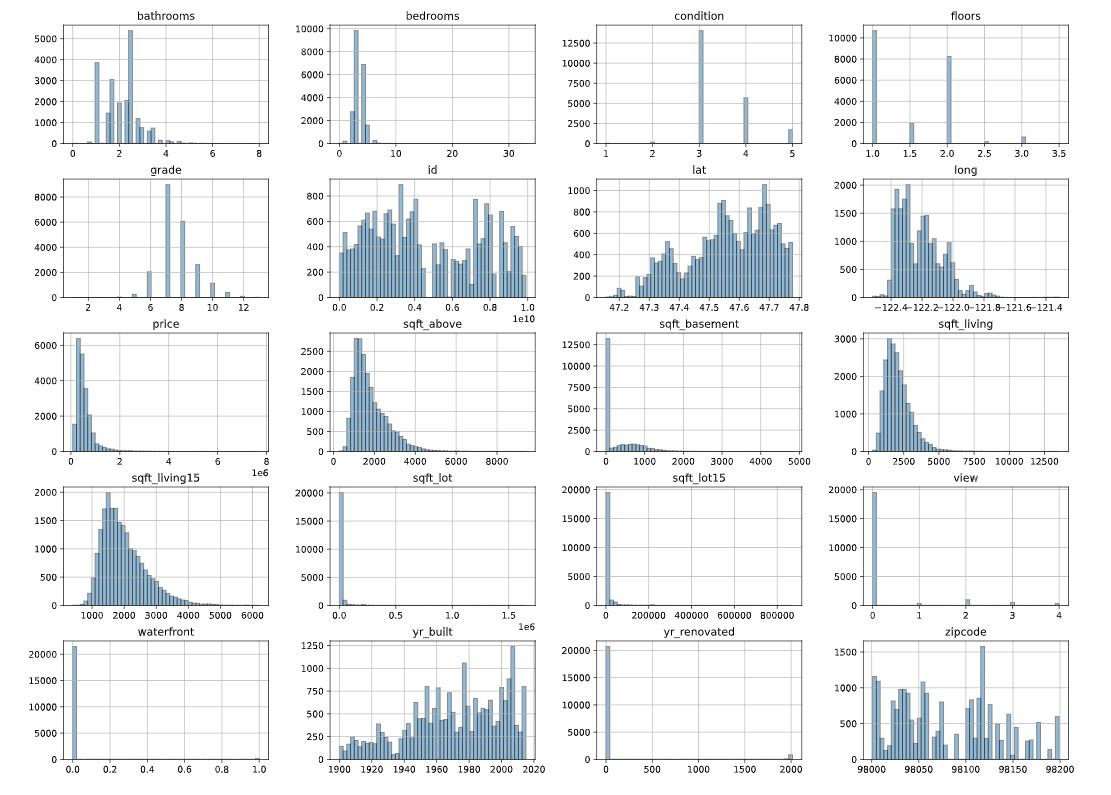 bathrooms
5000
4000
3000
2000
1000
0
0 2 4 6 8
bedrooms
10000
8000
6000
4000
2000
0
0 10 20 30
condition
12500
10000
7500
5000
2500
0
1 2 3 4 5
floors
10000
8000
6000
4000
2000
0
1.0 1.5 2.0 2.5 3.0 3.5
grade
8000
6000
4000
2000
0
2 4 6 8 10 12
id
800
600
400
200
0
0.0 0.2 0.4 0.6 0.8 1.0
1e10
lat
1000
800
600
400
200
0
47.2 47.3 47.4 47.5 47.6 47.7 47.8
long
2000
1500
1000
500
0
−122.4 −122.2 −122.0 −121.8 −121.6 −121.4
price
6000
4000
2000
0
0 2 4 6 8
1e6
sqft_above
2500
2000
1500
1000
500
0
0 2000 4000 6000 8000
sqft_basement
12500
10000
7500
5000
2500
0
0 1000 2000 3000 4000 5000
sqft_living
3000
2000
1000
0
0 2500 5000 7500 10000 12500
sqft_living15
2000
1500
1000
500
0
1000 2000 3000 4000 5000 6000
sqft_lot
20000
15000
10000
5000
0
0.0 0.5 1.0 1.5
1e6
sqft_lot15
20000
15000
10000
5000
0
0 200000 400000 600000 800000
view
20000
15000
10000
5000
0
0 1 2 3 4
waterfront
20000
15000
10000
5000
0
0.0 0.2 0.4 0.6 0.8 1.0
yr_built
1250
1000
750
500
250
0
1900 1920 1940 1960 1980 2000 2020
yr_renovated
20000
15000
10000
5000
0
0 500 1000 1500 2000
zipcode
1500
1000
500
0
98000 98050 98100 98150 98200